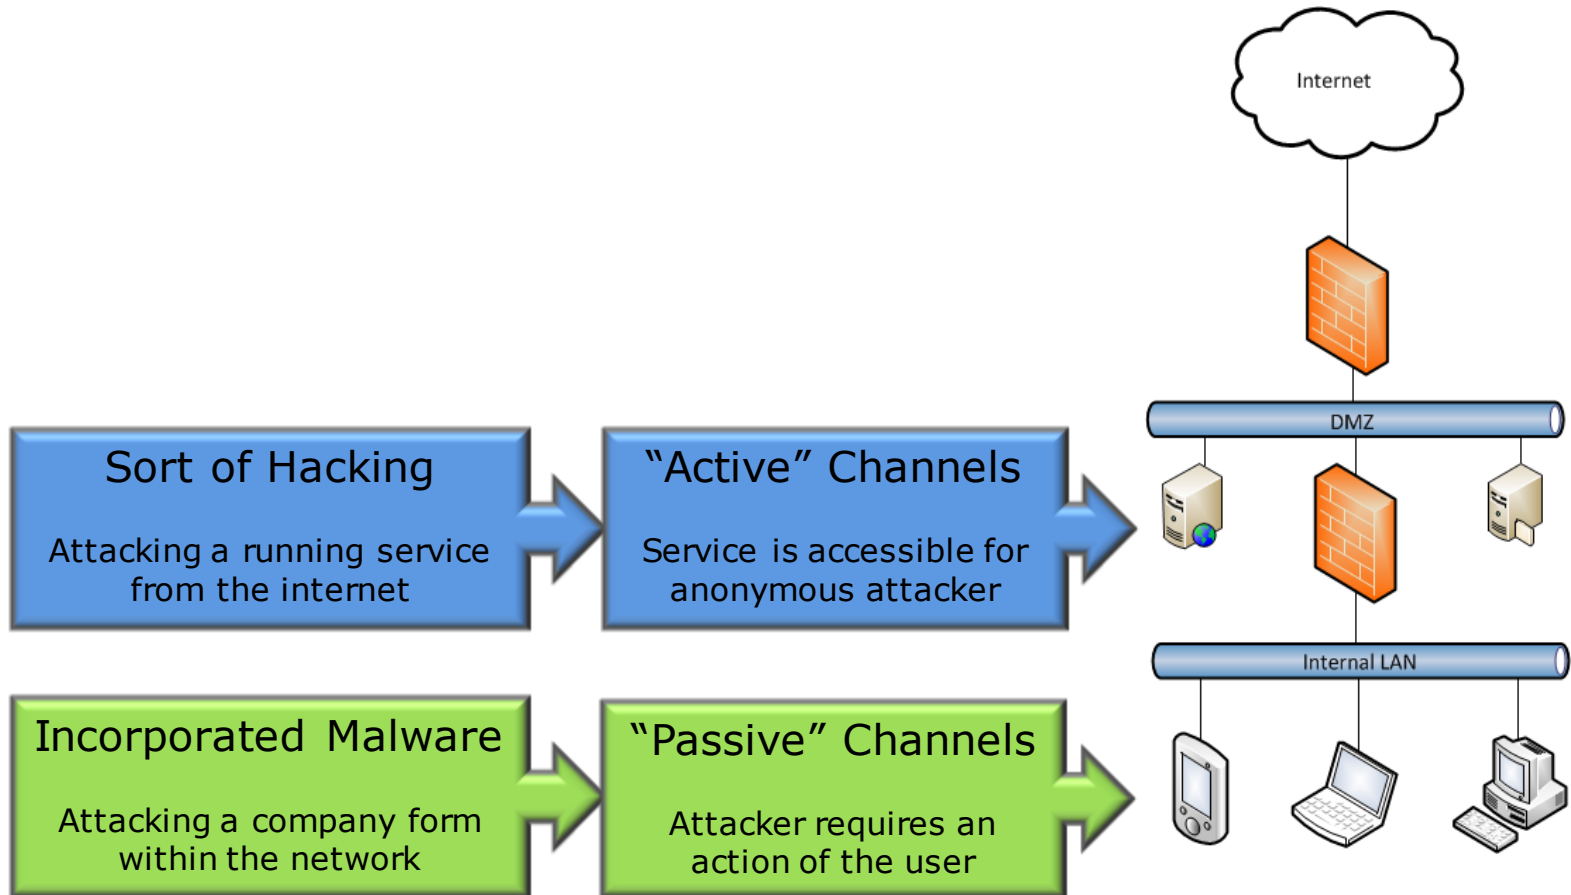 Internet
DMZ
Sort of Hacking
Attacking a running service
from the internet
“Active” Channels
Service is accessible for
anonymous attacker
Internal LAN
Incorporated Malware
Attacking a company form
within the network
“Passive” Channels
Attacker requires an
action of the user